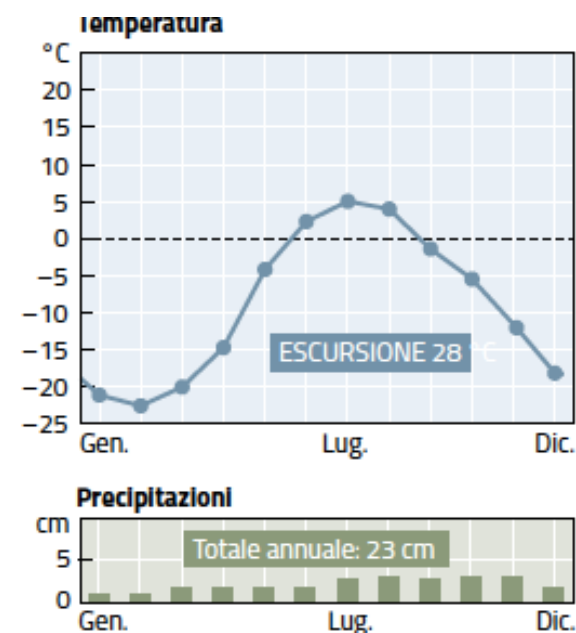 Temperatura
°C
20
15
10
5
0
−5
−10
−15
−20
−25
ESCURSIONE 28 °C
Gen.
Lug.
Dic.
Precipitazioni
cm
5
0
Totale annuale: 23 cm
Gen.
Lug.
Dic.